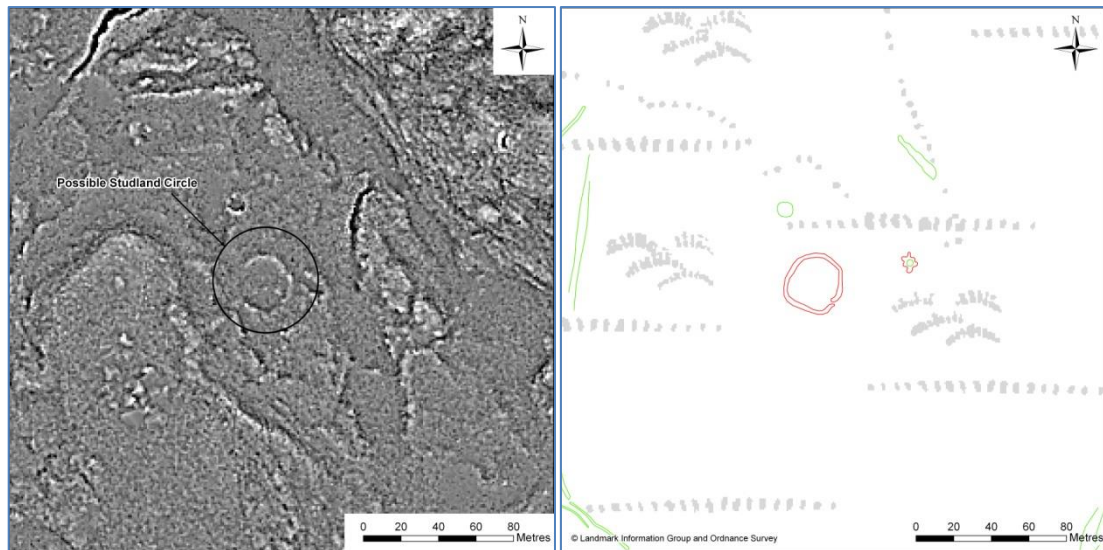 N
Possible Studland Circle
0 20 40 60 80
Metres
N
© Landmark Information Group and Ordnance Survey
0 20 40 60 80
Metres